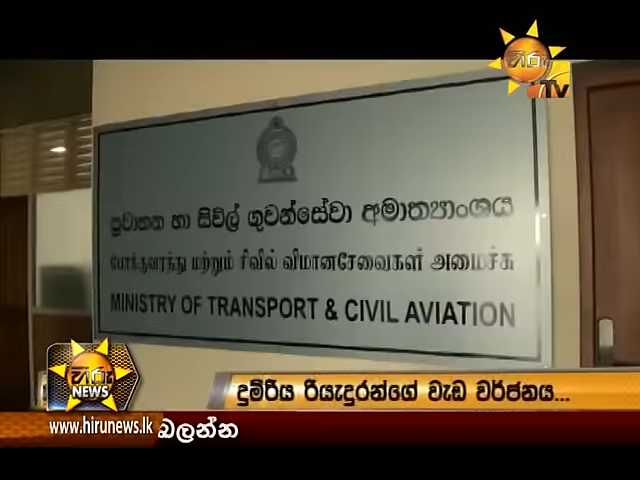 හිරු
TV
ප්‍රවාහන හා සිවිල් ගුවන්සේවා අමාත්‍යාංශය
போக்குவரத்து மற்றும் சிவில் விமானசேவைகள் அமைச்சு
MINISTRY OF TRANSPORT & CIVIL AVIATION
හිරු
NEWS
දුම්රිය රියැදුරන්ගේ වැඩ වර්ජනය...
www.hirunews.lk
බලන්න